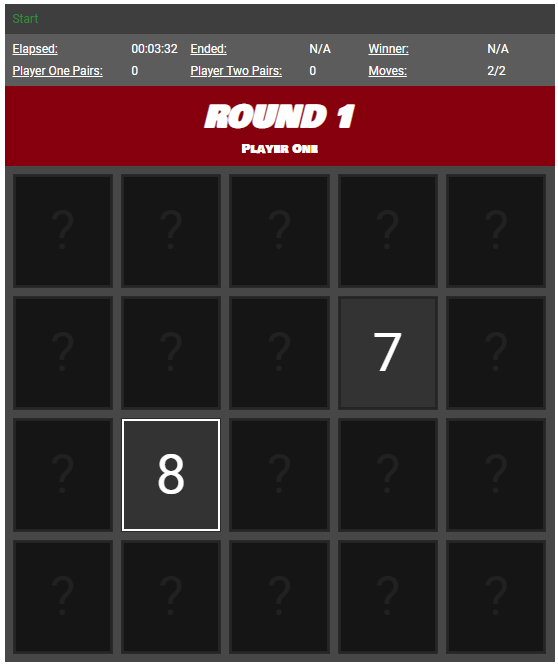 Start
Elapsed: 00:03:32 Ended: N/A Winner: N/A
Player One Pairs: 0 Player Two Pairs: 0 Moves: 2/2
ROUND 1
Player One
? ? ? ? ?
? ? ? 7 ?
? 8 ? ? ?
? ? ? ? ?